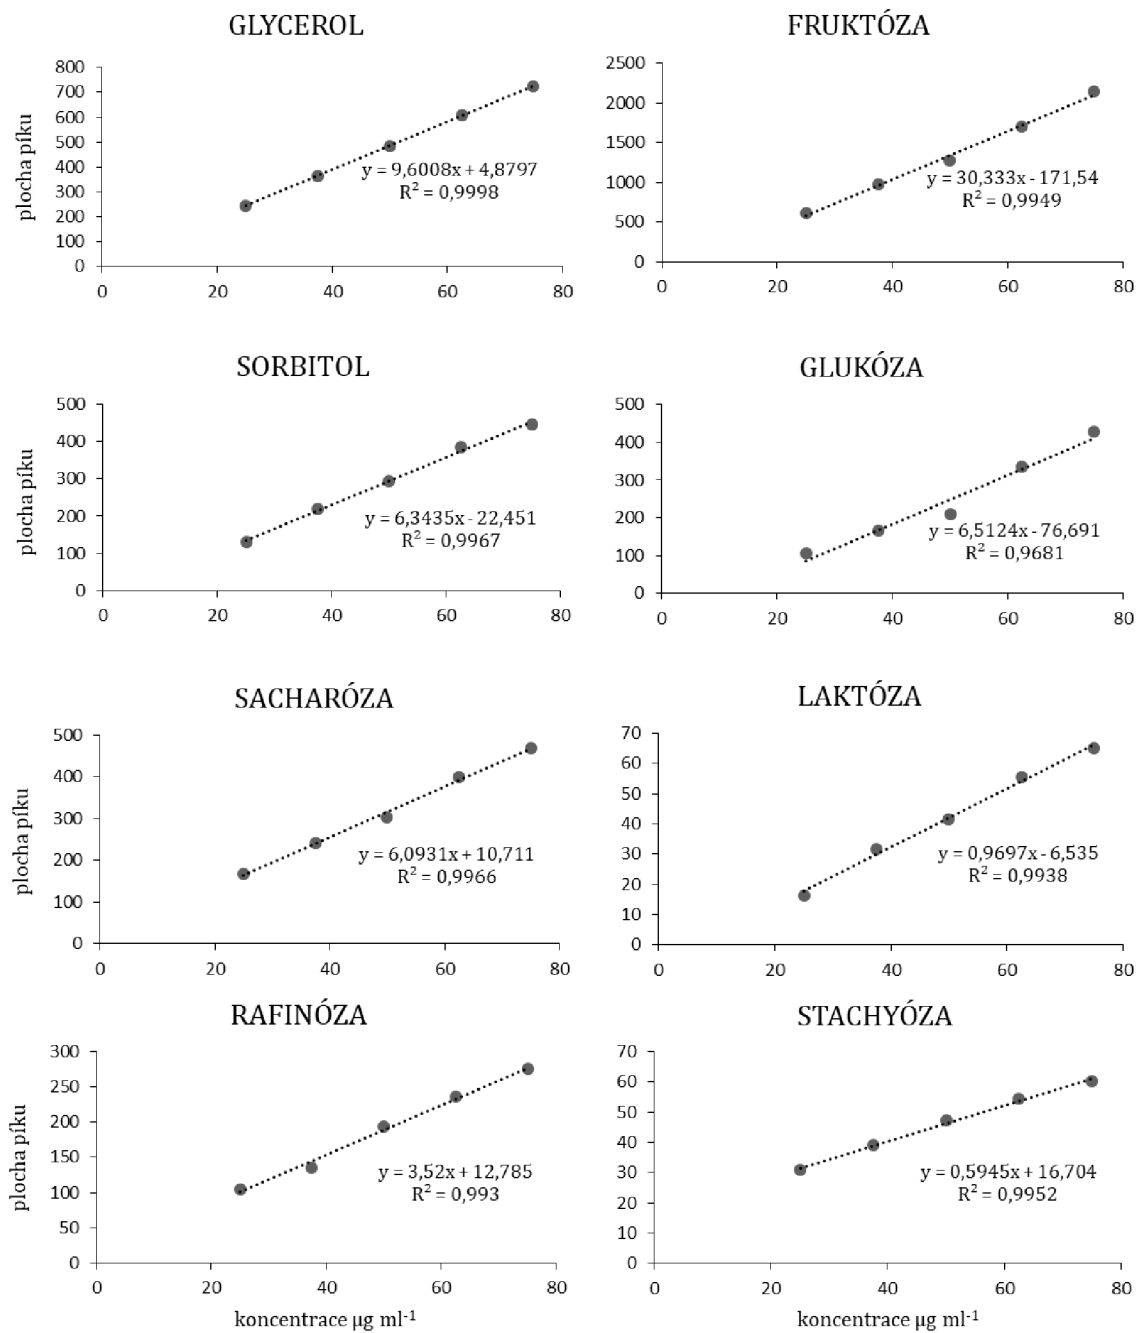 GLYCEROL
800
700
600
500
400
300
200
100
0
plocha píku
y = 9,6008x + 4,8797
R² = 0,9998
0 20 40 60 80
FRUKTÓZA
2500
2000
1500
1000
500
0
y = 30,333x - 171,54
R² = 0,9949
0 20 40 60 80
SORBITOL
500
400
300
200
100
0
plocha píku
y = 6,3435x - 22,451
R² = 0,9967
0 20 40 60 80
GLUKÓZA
500
400
300
200
100
0
y = 6,5124x - 76,691
R² = 0,9681
0 20 40 60 80
SACHARÓZA
500
400
300
200
100
0
plocha píku
y = 6,0931x + 10,711
R² = 0,9966
0 20 40 60 80
LAKTÓZA
70
60
50
40
30
20
10
0
y = 0,9697x - 6,535
R² = 0,9938
0 20 40 60 80
RAFINÓZA
300
250
200
150
100
50
0
plocha píku
y = 3,52x + 12,785
R² = 0,993
0 20 40 60 80
koncentrace µg ml⁻¹
STACHYÓZA
70
60
50
40
30
20
10
0
y = 0,5945x + 16,704
R² = 0,9952
0 20 40 60 80
koncentrace µg ml⁻¹